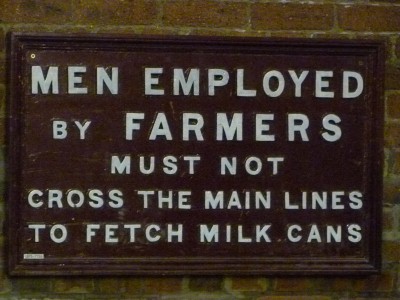 MEN EMPLOYED
BY FARMERS
MUST NOT
CROSS THE MAIN LINES
TO FETCH MILK CANS